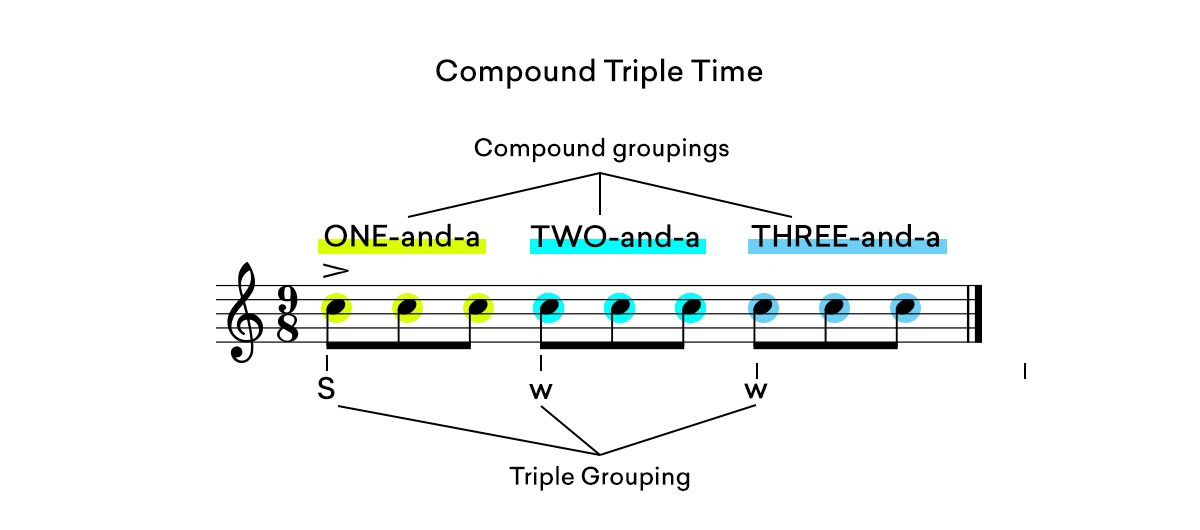 Compound Triple Time
Compound groupings
ONE-and-a TWO-and-a THREE-and-a
>
9
8
S w w
Triple Grouping